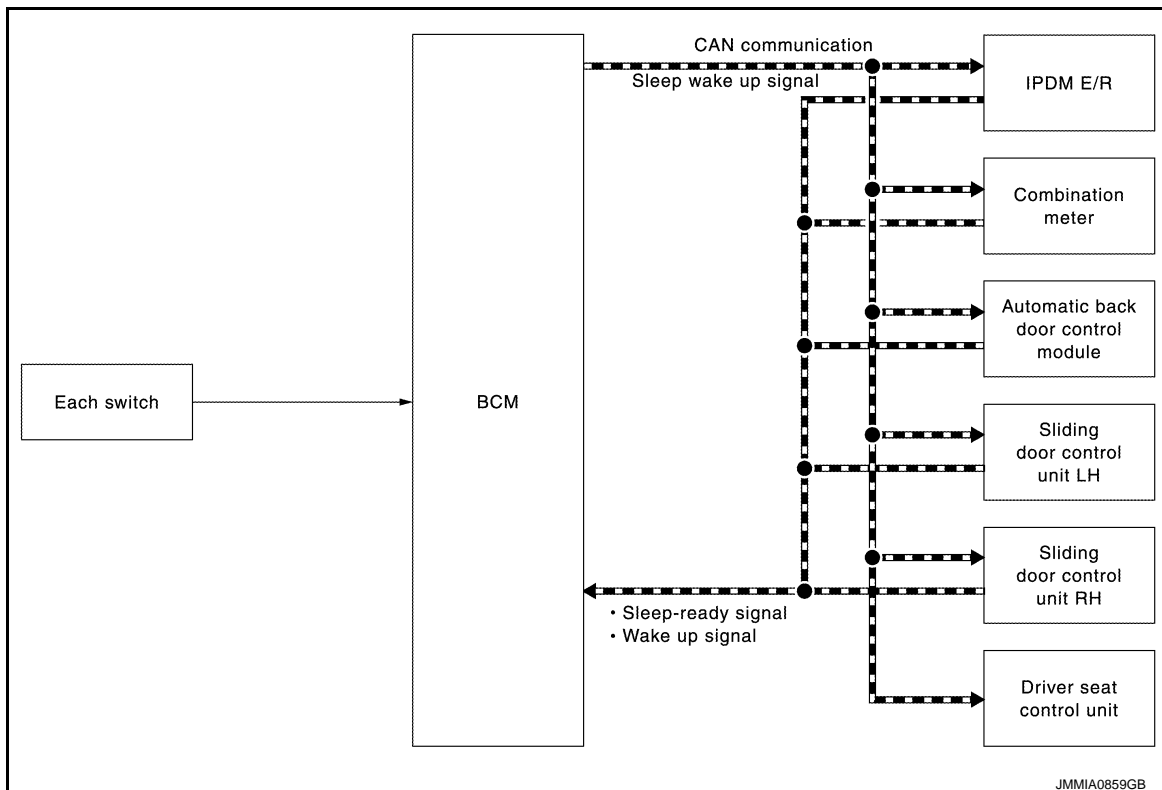 CAN communication
Sleep wake up signal
IPDM E/R
Combination
meter
Automatic back
door control
module
Each switch
BCM
Sliding
door control
unit LH
Sliding
door control
unit RH
• Sleep-ready signal
• Wake up signal
Driver seat
control unit
JMMIA0859GB